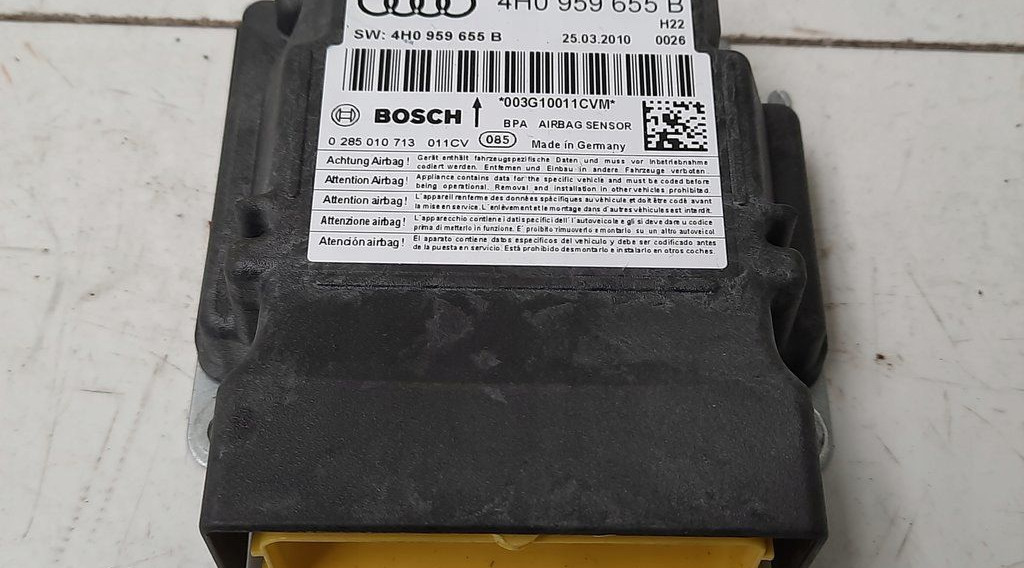 4H0 959 655 B
H22
SW: 4H0 959 655 B 25.03.2010 0026
*003G10011CVM*
BOSCH BPA AIRBAG SENSOR
0 285 010 713 011CV 085 Made in Germany
Achtung Airbag! Gerät enthält fahrzeugspezifische Daten und muss vor Inbetriebnahme
codiert werden. Entfernen und Einbau in andere Fahrzeuge verboten.
Attention Airbag! Appliance contains data for the specific vehicle and must be coded before
being operational. Removal and installation in other vehicles prohibited.
Attention airbag! L'appareil renferme des données spécifiques au véhicule et doit être codé avant
la mise en service. L'enlèvement et le montage dans d'autres véhicules est interdit.
Attenzione airbag! L'apparecchio contiene i dati specifici dell'l'autoveicole e gli si deve dare u codice
prima di metterlo in funzione. E' proibito rimuoverlo e montarlo su un altro autoveicol
Atención airbag! El aparato contiene datos específicos del vehículo y debe ser codificado antes
de la puesta en servicio. Está prohibido desmontarlo e instalarlo en otros coches.